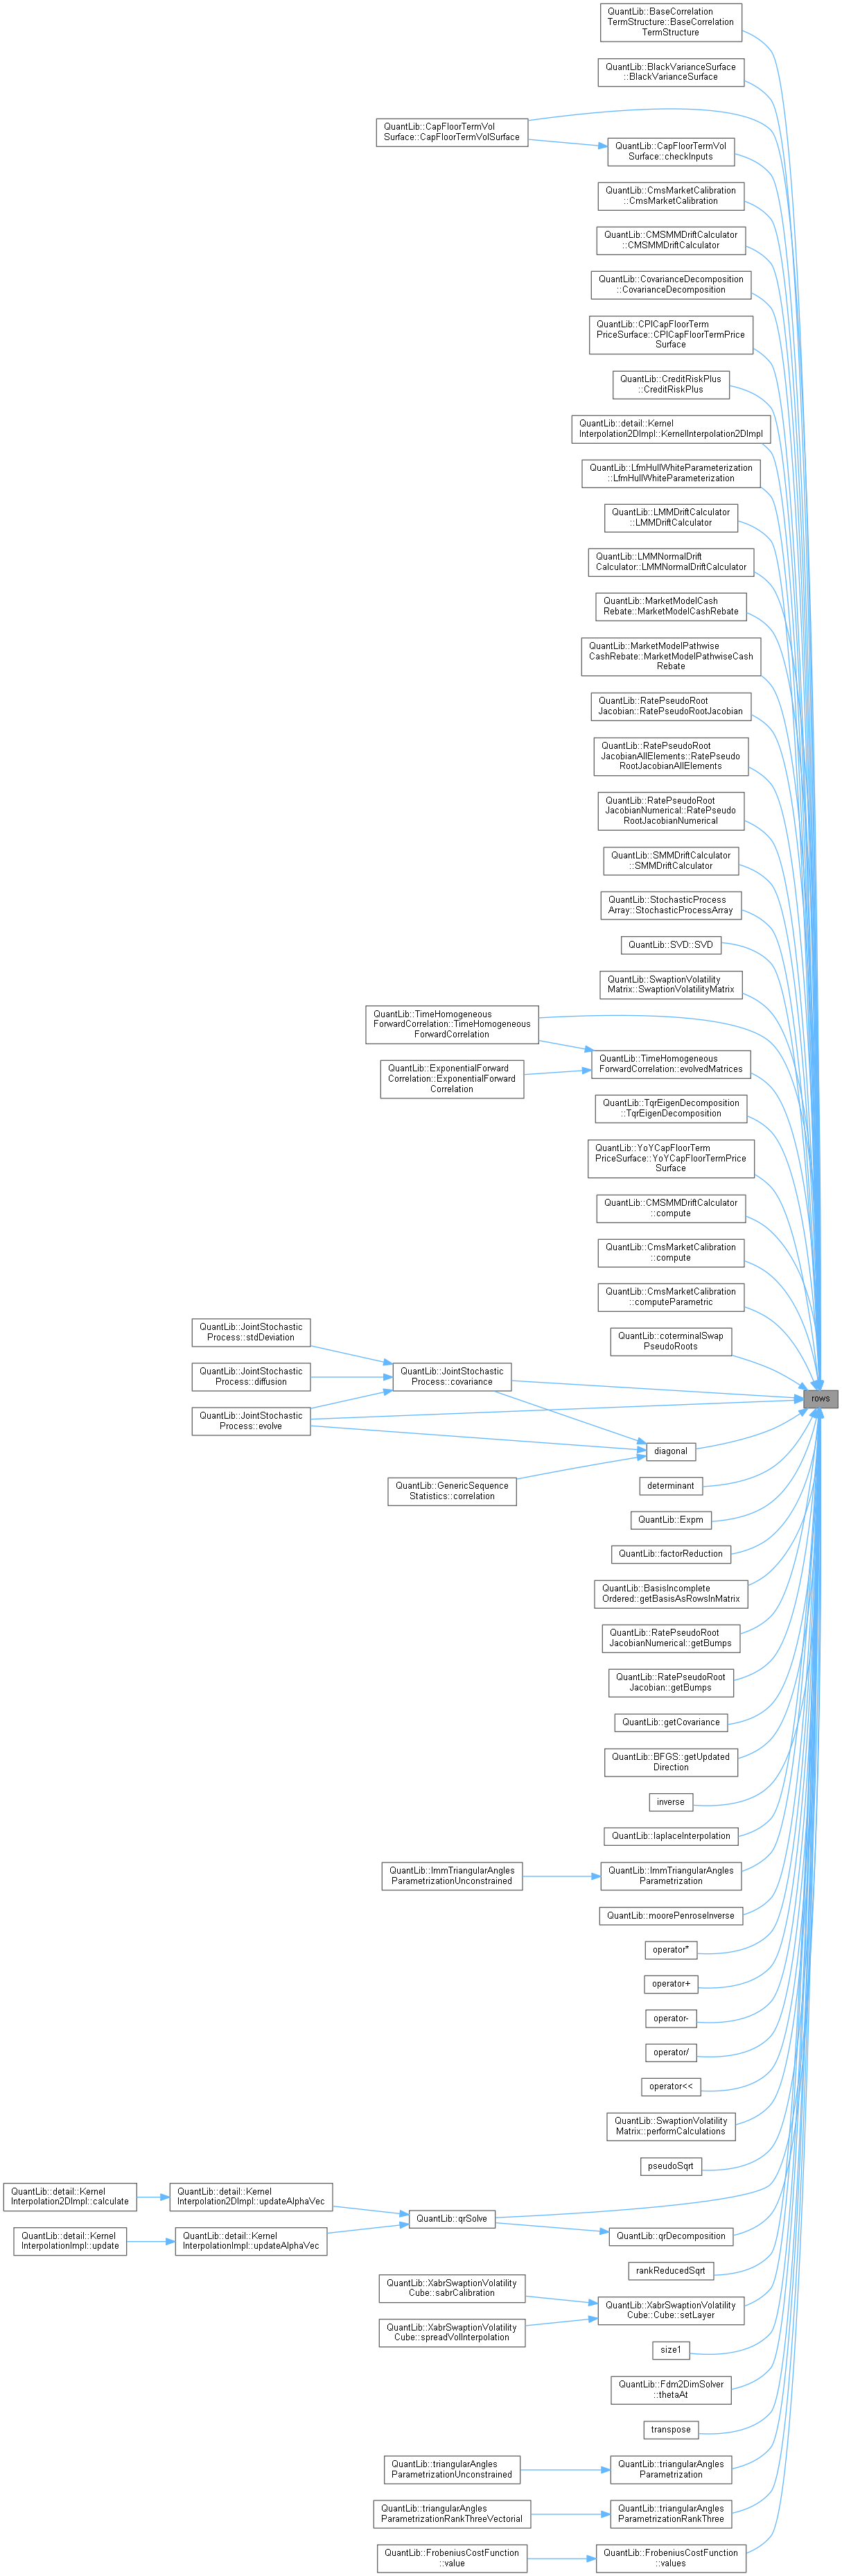 QuantLib::BaseCorrelation
TermStructure::BaseCorrelation
TermStructure
QuantLib::BlackVarianceSurface
::BlackVarianceSurface
QuantLib::CapFloorTermVol
Surface::CapFloorTermVolSurface
QuantLib::CapFloorTermVol
Surface::checkInputs
QuantLib::CmsMarketCalibration
::CmsMarketCalibration
QuantLib::CMSMMDriftCalculator
::CMSMMDriftCalculator
QuantLib::CovarianceDecomposition
::CovarianceDecomposition
QuantLib::CPICapFloorTerm
PriceSurface::CPICapFloorTermPrice
Surface
QuantLib::CreditRiskPlus
::CreditRiskPlus
QuantLib::detail::Kernel
Interpolation2DImpl::KernelInterpolation2DImpl
QuantLib::LfmHullWhiteParameterization
::LfmHullWhiteParameterization
QuantLib::LMMDriftCalculator
::LMMDriftCalculator
QuantLib::LMMNormalDrift
Calculator::LMMNormalDriftCalculator
QuantLib::MarketModelCash
Rebate::MarketModelCashRebate
QuantLib::MarketModelPathwise
CashRebate::MarketModelPathwiseCash
Rebate
QuantLib::RatePseudoRoot
Jacobian::RatePseudoRootJacobian
QuantLib::RatePseudoRoot
JacobianAllElements::RatePseudo
RootJacobianAllElements
QuantLib::RatePseudoRoot
JacobianNumerical::RatePseudo
RootJacobianNumerical
QuantLib::SMMDriftCalculator
::SMMDriftCalculator
QuantLib::StochasticProcess
Array::StochasticProcessArray
QuantLib::SVD::SVD
QuantLib::SwaptionVolatility
Matrix::SwaptionVolatilityMatrix
QuantLib::TimeHomogeneous
ForwardCorrelation::TimeHomogeneous
ForwardCorrelation
QuantLib::TimeHomogeneous
ForwardCorrelation::evolvedMatrices
QuantLib::ExponentialForward
Correlation::ExponentialForward
Correlation
QuantLib::TqrEigenDecomposition
::TqrEigenDecomposition
QuantLib::YoYCapFloorTerm
PriceSurface::YoYCapFloorTermPrice
Surface
QuantLib::CMSMMDriftCalculator
::compute
QuantLib::CmsMarketCalibration
::compute
QuantLib::CmsMarketCalibration
::computeParametric
QuantLib::coterminalSwap
PseudoRoots
QuantLib::JointStochastic
Process::stdDeviation
QuantLib::JointStochastic
Process::diffusion
QuantLib::JointStochastic
Process::covariance
rows
QuantLib::JointStochastic
Process::evolve
diagonal
QuantLib::GenericSequence
Statistics::correlation
determinant
QuantLib::Expm
QuantLib::factorReduction
QuantLib::BasisIncomplete
Ordered::getBasisAsRowsInMatrix
QuantLib::RatePseudoRoot
JacobianNumerical::getBumps
QuantLib::RatePseudoRoot
Jacobian::getBumps
QuantLib::getCovariance
QuantLib::BFGS::getUpdated
Direction
inverse
QuantLib::laplaceInterpolation
QuantLib::lmmTriangularAngles
ParametrizationUnconstrained
QuantLib::lmmTriangularAngles
Parametrization
QuantLib::moorePenroseInverse
operator*
operator+
operator-
operator/
operator<<
QuantLib::SwaptionVolatility
Matrix::performCalculations
pseudoSqrt
QuantLib::detail::Kernel
Interpolation2DImpl::calculate
QuantLib::detail::Kernel
Interpolation2DImpl::updateAlphaVec
QuantLib::qrSolve
QuantLib::detail::Kernel
InterpolationImpl::update
QuantLib::detail::Kernel
InterpolationImpl::updateAlphaVec
QuantLib::qrDecomposition
rankReducedSqrt
QuantLib::XabrSwaptionVolatility
Cube::sabrCalibration
QuantLib::XabrSwaptionVolatility
Cube::Cube::setLayer
QuantLib::XabrSwaptionVolatility
Cube::spreadVolInterpolation
size1
QuantLib::Fdm2DimSolver
::thetaAt
transpose
QuantLib::triangularAngles
ParametrizationUnconstrained
QuantLib::triangularAngles
Parametrization
QuantLib::triangularAngles
ParametrizationRankThreeVectorial
QuantLib::triangularAngles
ParametrizationRankThree
QuantLib::FrobeniusCostFunction
::value
QuantLib::FrobeniusCostFunction
::values